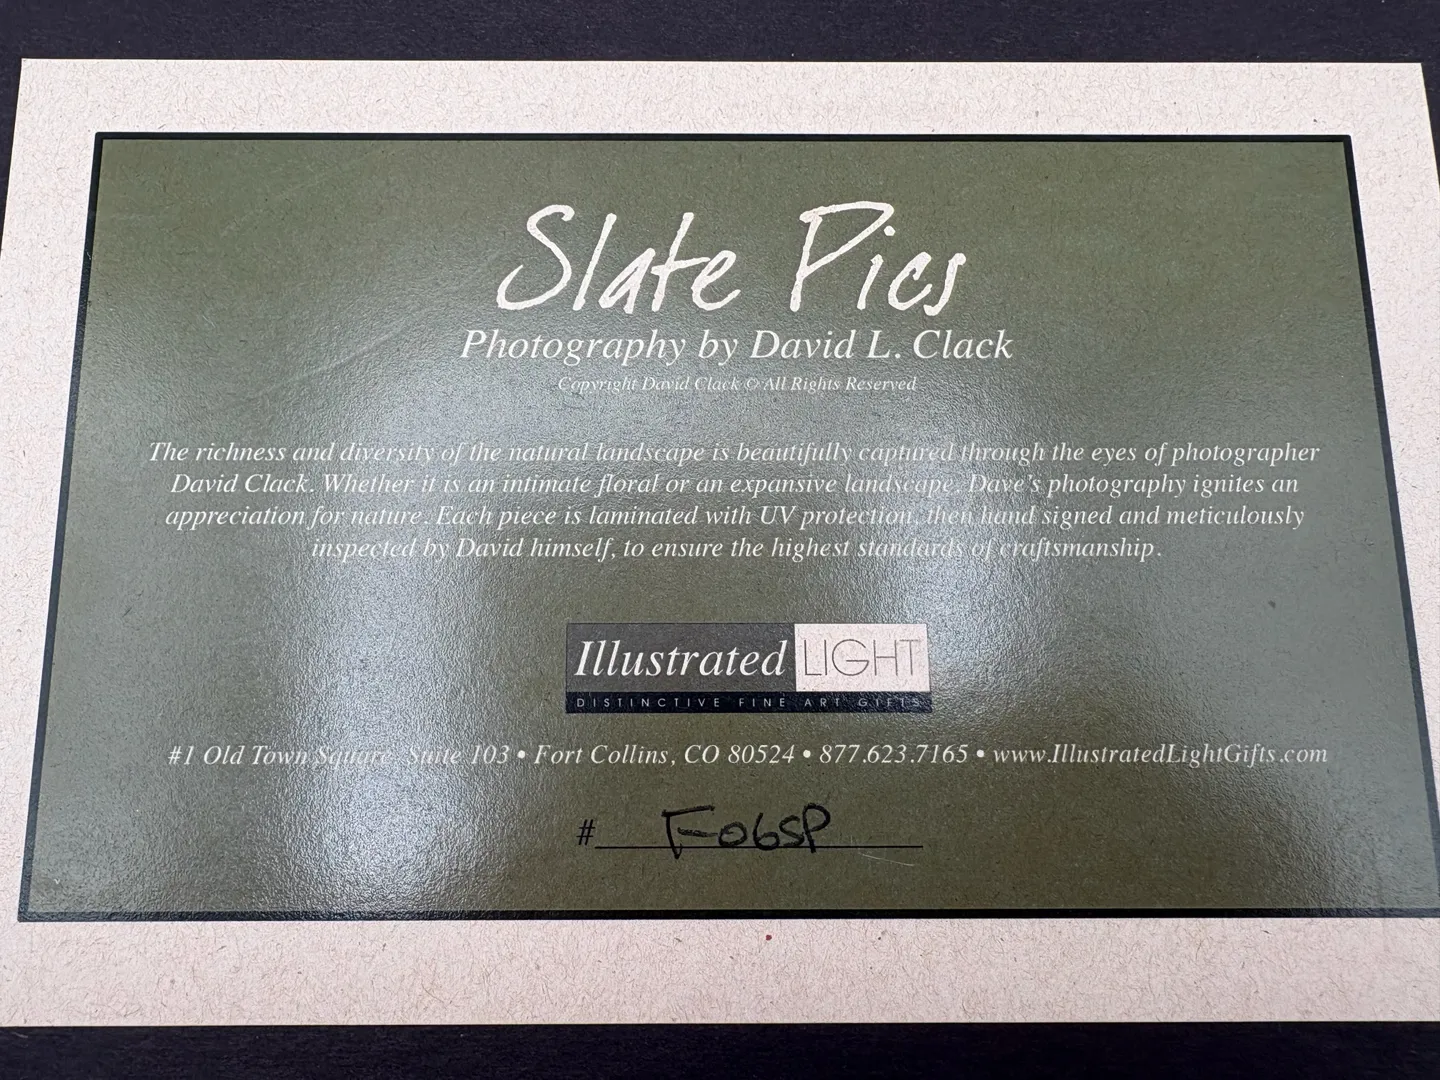 Slate Pics
Photography by David L. Clack
Copyright David Clack © All Rights Reserved
The richness and diversity of the natural landscape is beautifully captured through the eyes of photographer
David Clack. Whether it is an intimate floral or an expansive landscape, Dave's photography ignites an
appreciation for nature. Each piece is laminated with UV protection, then hand signed and meticulously
inspected by David himself, to ensure the highest standards of craftsmanship.
Illustrated LIGHT
DISTINCTIVE FINE ART GIFTS
#1 Old Town Square, Suite 103 • Fort Collins, CO 80524 • 877.623.7165 • www.IllustratedLightGifts.com
# F06SP